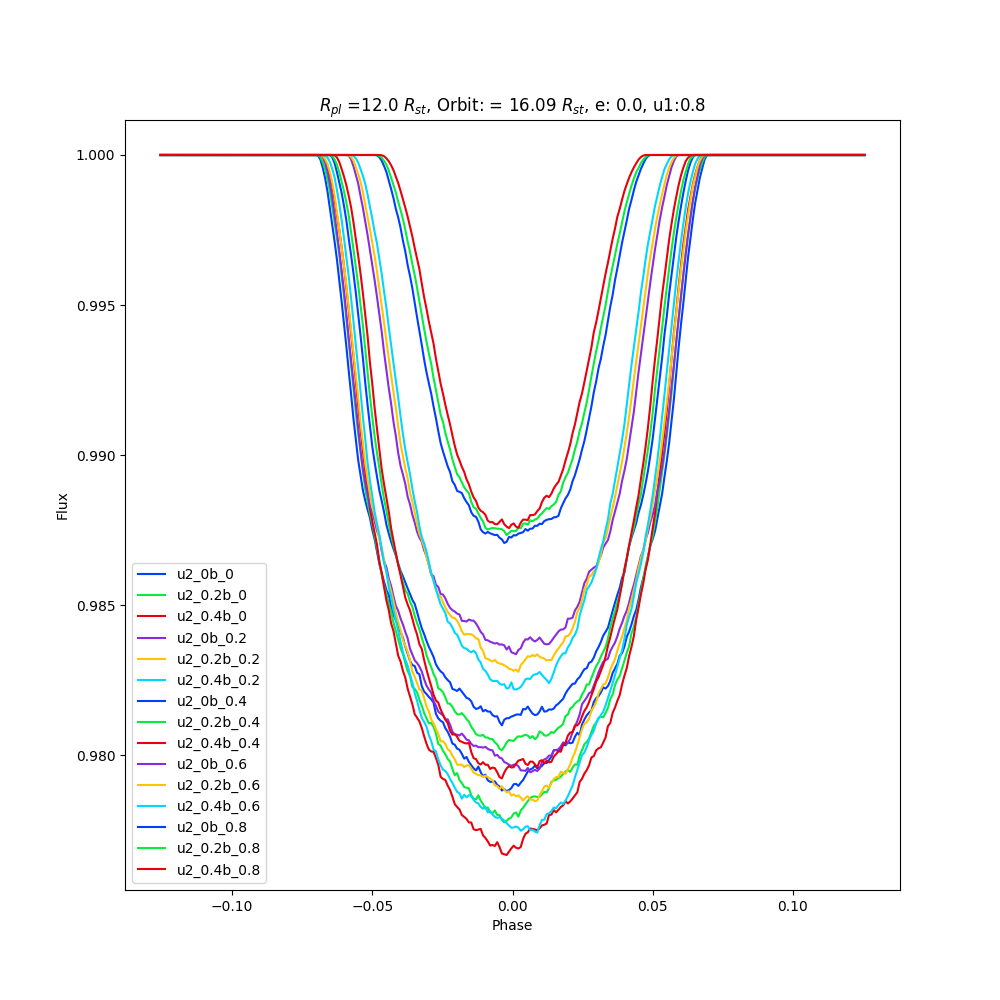 R_pl =12.0 R_st, Orbit: = 16.09 R_st, e: 0.0, u1:0.8
1.000
0.995
0.990
0.985
0.980
Flux
u2_0b_0
u2_0.2b_0
u2_0.4b_0
u2_0b_0.2
u2_0.2b_0.2
u2_0.4b_0.2
u2_0b_0.4
u2_0.2b_0.4
u2_0.4b_0.4
u2_0b_0.6
u2_0.2b_0.6
u2_0.4b_0.6
u2_0b_0.8
u2_0.2b_0.8
u2_0.4b_0.8
−0.10 −0.05 0.00 0.05 0.10
Phase